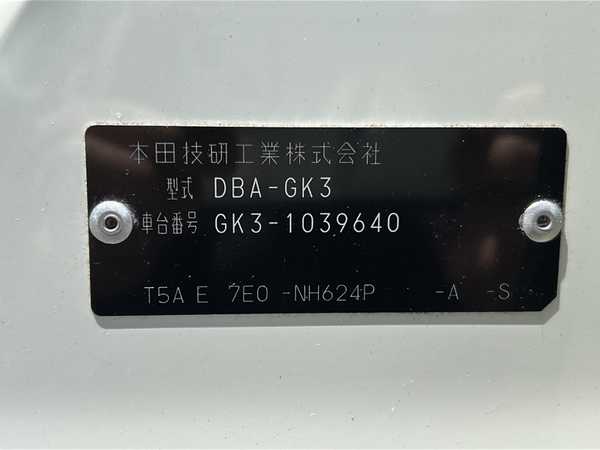 本田技研工業株式会社
型式 DBA-GK3
車台番号 GK3-1039640
T5A E 7E0 -NH624P -A -S